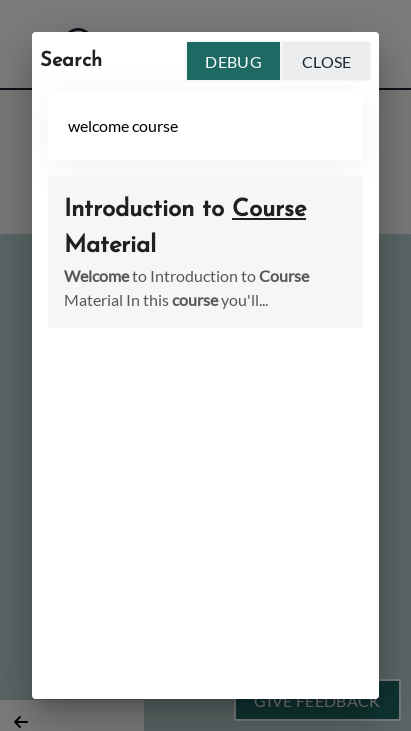 Search
DEBUG
CLOSE
welcome course
Introduction to Course
Material
Welcome to Introduction to Course
Material In this course you'll...
GIVE FEEDBACK